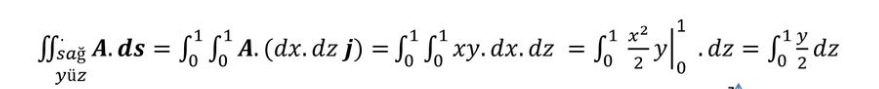 ∬sağ yüz A. ds = ∫₀¹ ∫₀¹ A. (dx. dz j) = ∫₀¹ ∫₀¹ xy. dx. dz = ∫₀¹ x²/2 y|₀¹ . dz = ∫₀¹ y/2 dz